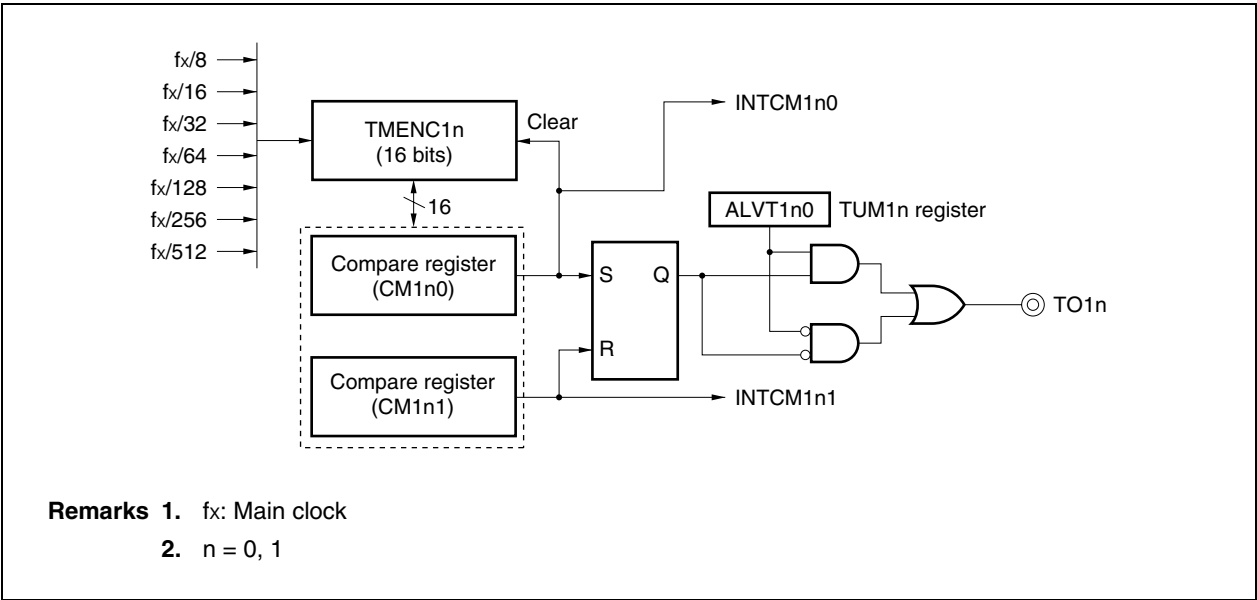 fx/8
fx/16
fx/32
fx/64
fx/128
fx/256
fx/512
TMENC1n
(16 bits)
Clear
INTCM1n0
16
ALVT1n0
TUM1n register
Compare register
(CM1n0)
S
Q
R
TO1n
Compare register
(CM1n1)
INTCM1n1
Remarks 1. fx: Main clock
2. n = 0, 1